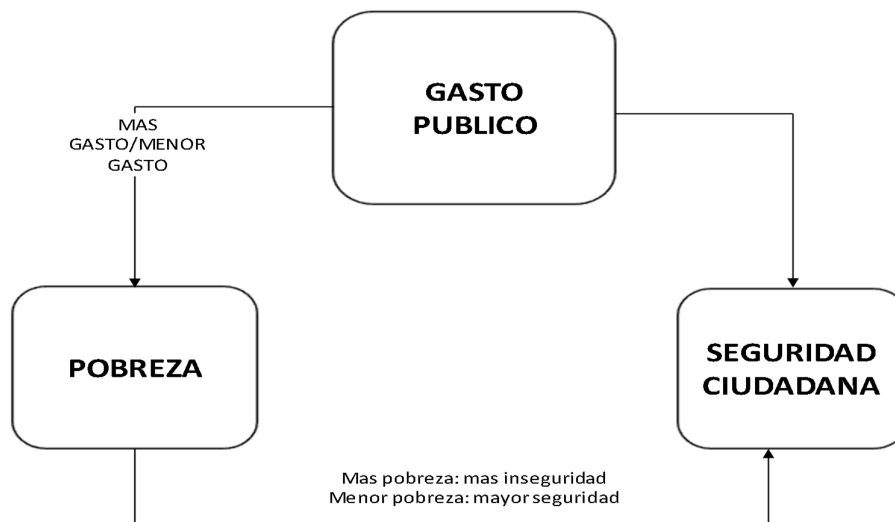 GASTO
PUBLICO
MAS
GASTO/MENOR
GASTO
POBREZA
SEGURIDAD
CIUDADANA
Mas pobreza: mas inseguridad
Menor pobreza: mayor seguridad